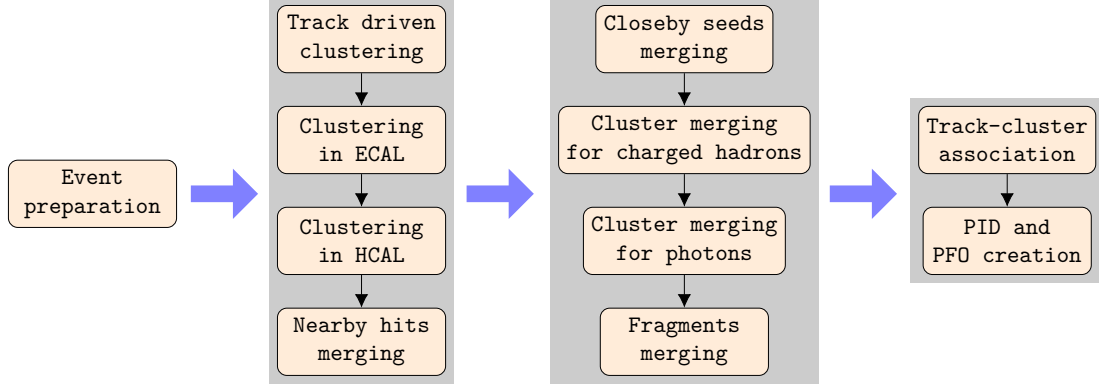 Event
preparation
Track driven
clustering
Clustering
in ECAL
Clustering
in HCAL
Nearby hits
merging
Closeby seeds
merging
Cluster merging
for charged hadrons
Cluster merging
for photons
Fragments
merging
Track-cluster
association
PID and
PFO creation